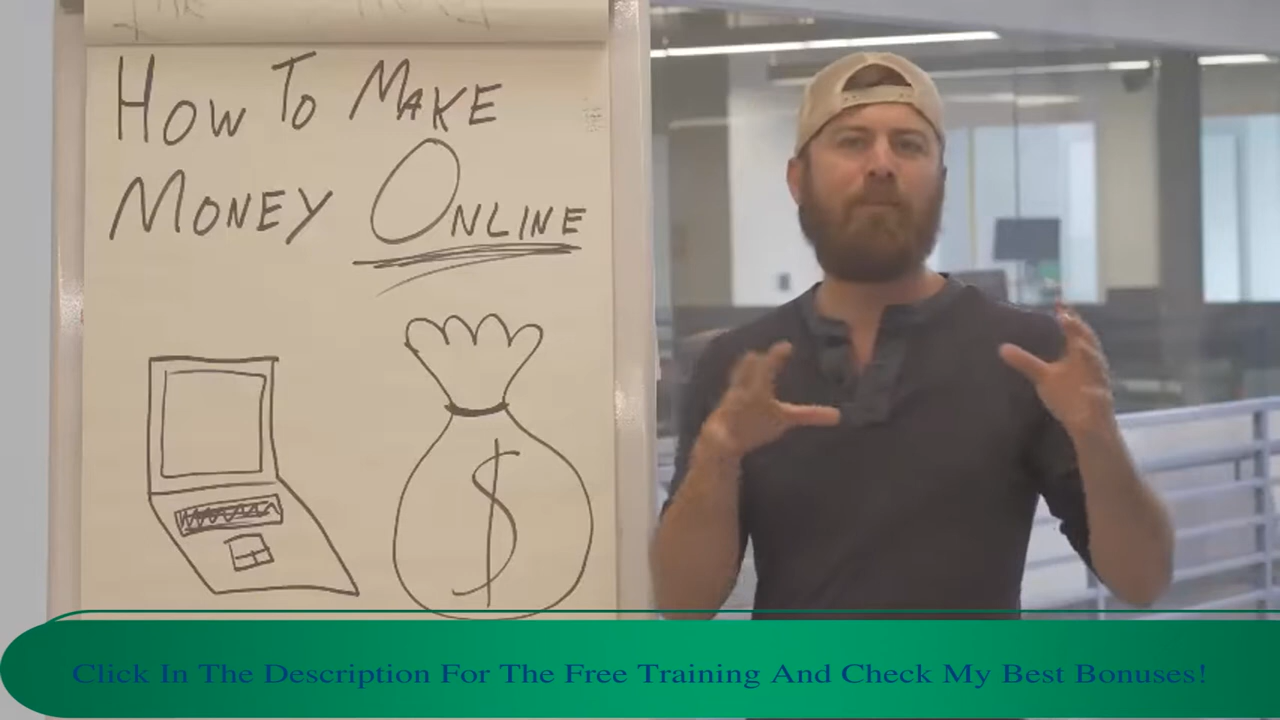 How To Make
Money Online
$
Click In The Description For The Free Training And Check My Best Bonuses!